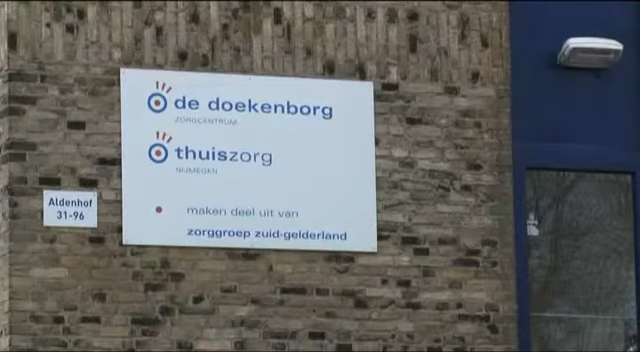 de doekenborg
ZORGCENTRUM
thuiszorg
NIJMEGEN
maken deel uit van
zorggroep zuid-gelderland
Aldenhof
31-96